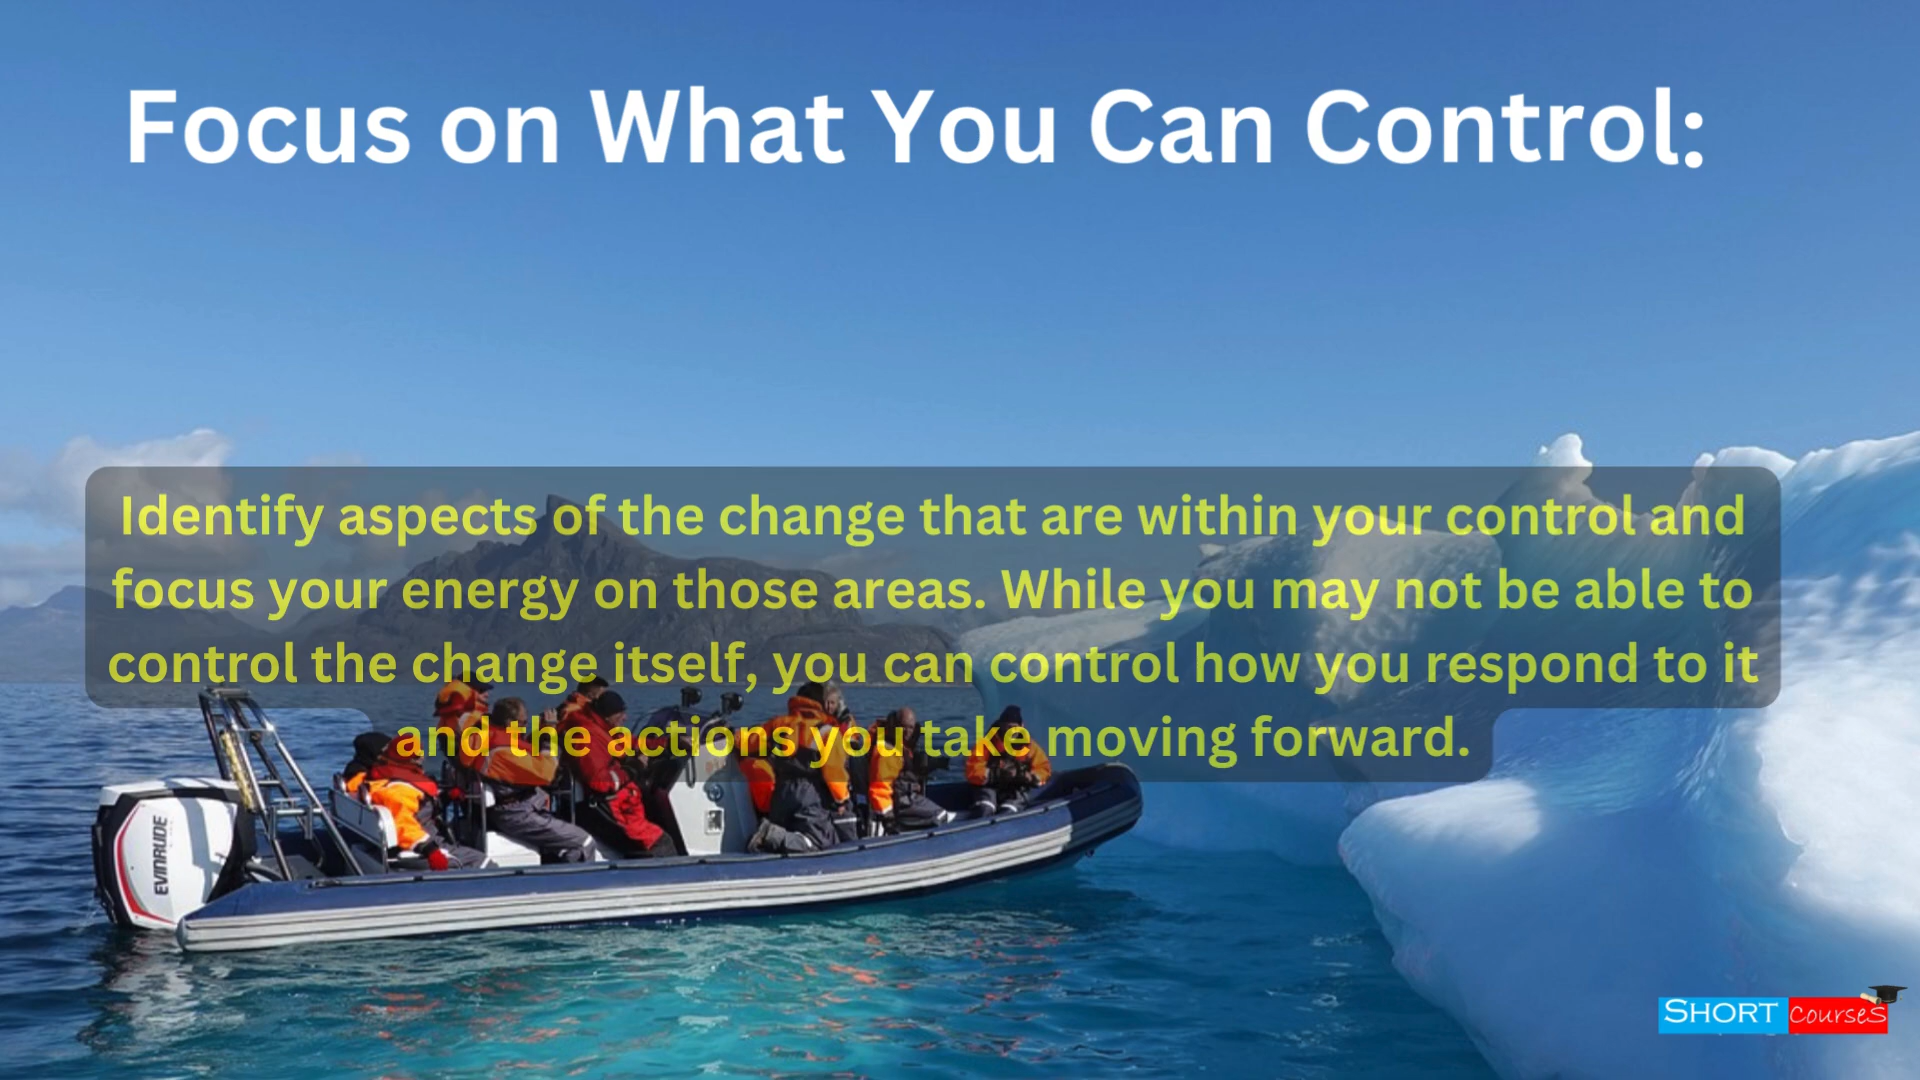 Focus on What You Can Control:
Identify aspects of the change that are within your control and
focus your energy on those areas. While you may not be able to
control the change itself, you can control how you respond to it
and the actions you take moving forward.
EVINRUDE
SHORT CourseS